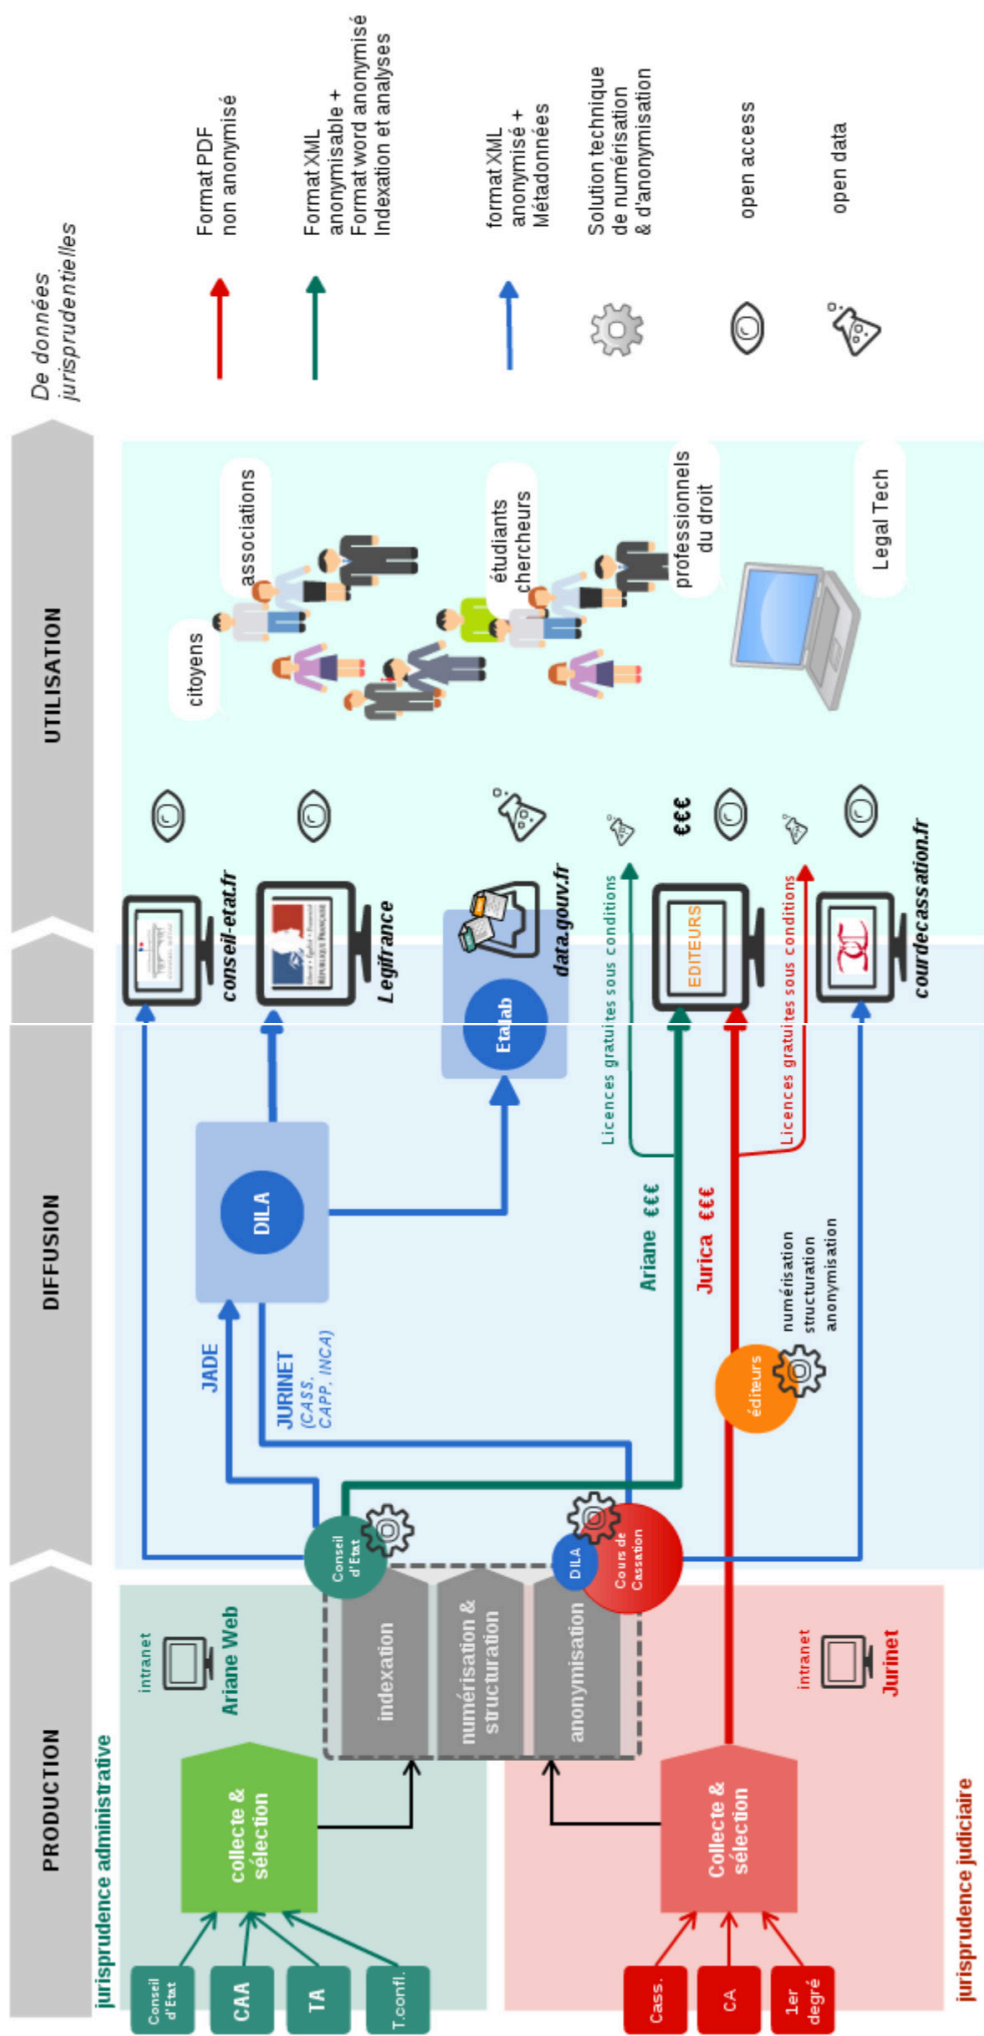 PRODUCTION
DIFFUSION
UTILISATION
De données
jurisprudentielles
jurisprudence administrative
Conseil
d'Etat
CAA
TA
T.confl.
collecte &
sélection
intranet
Ariane Web
indexation
numérisation &
structuration
anonymisation
Conseil
d'Etat
DILA
Cours de
Cassation
jurisprudence judiciaire
Cass.
CA
1er
degré
Collecte &
sélection
intranet
Jurinet
JADE
JURINET
(CASS,
CAPP, INCA)
DILA
Etalab
Ariane €€€
Jurica €€€
éditeurs
numérisation
structuration
anonymisation
Licences gratuites sous conditions
Licences gratuites sous conditions
conseil-etat.fr
RÉPUBLIQUE FRANÇAISE
Legifrance
data.gouv.fr
EDITEURS
€€€
courdecassation.fr
citoyens
associations
étudiants
chercheurs
professionnels
du droit
Legal Tech
Format PDF
non anonymisé
Format XML
anonymisable +
Format word anonymisé
Indexation et analyses
format XML
anonymisé +
Métadonnées
Solution technique
de numérisation
& d'anonymisation
open access
open data